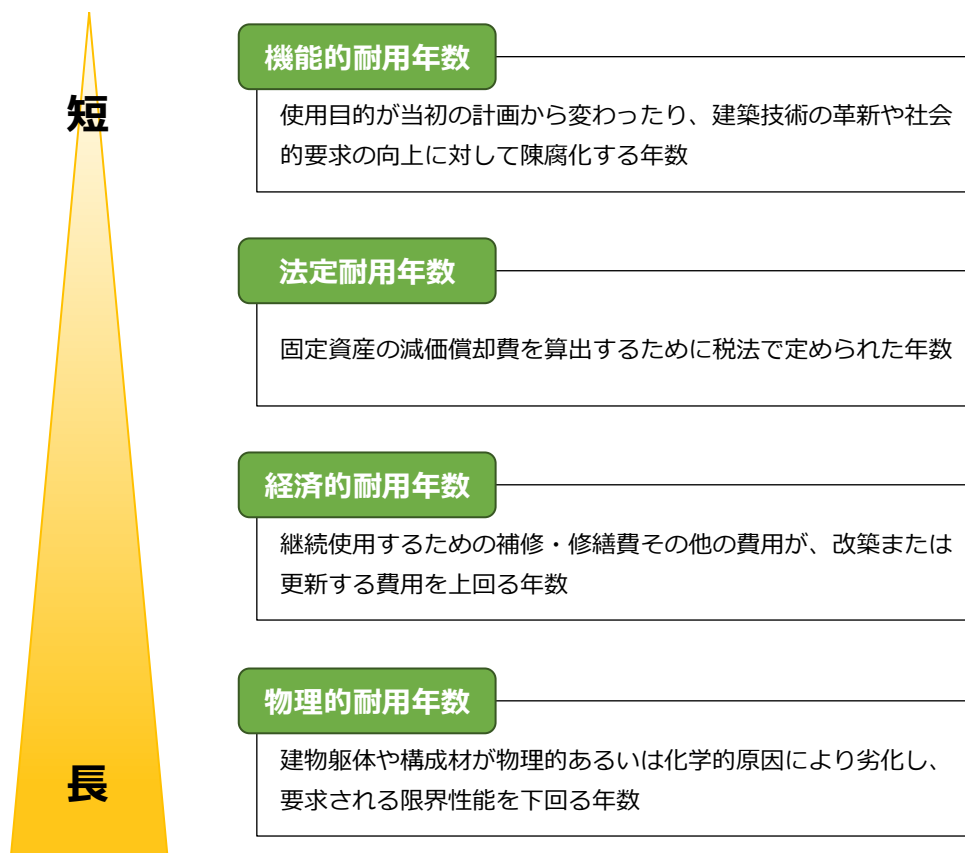 短
機能的耐用年数
使用目的が当初の計画から変わったり、建築技術の革新や社会
的要求の向上に対して陳腐化する年数
法定耐用年数
固定資産の減価償却費を算出するために税法で定められた年数
経済的耐用年数
継続使用するための補修・修繕費その他の費用が、改築または
更新する費用を上回る年数
物理的耐用年数
建物躯体や構成材が物理的あるいは化学的原因により劣化し、
要求される限界性能を下回る年数
長